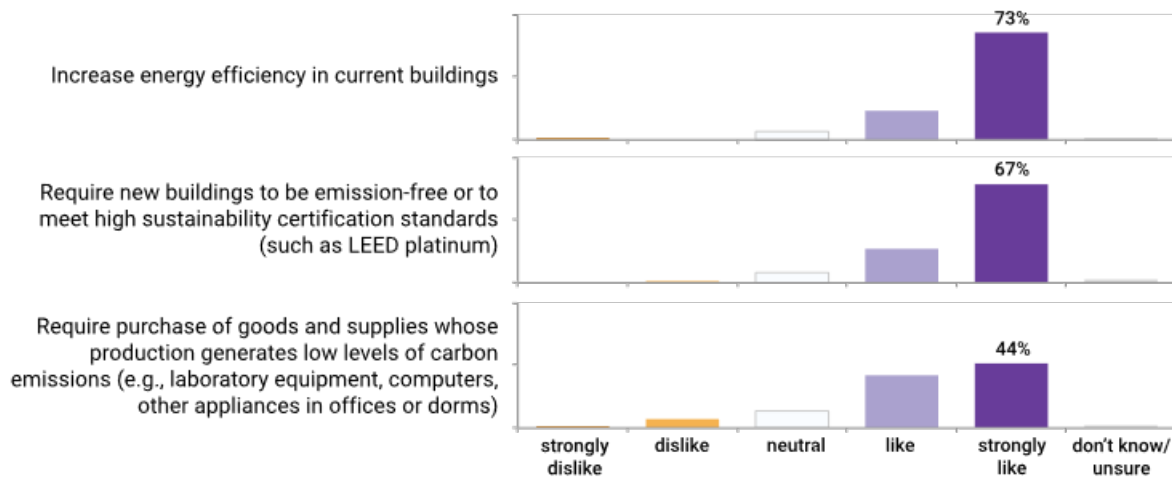 73%
Increase energy efficiency in current buildings
67%
Require new buildings to be emission-free or to
meet high sustainability certification standards
(such as LEED platinum)
Require purchase of goods and supplies whose
production generates low levels of carbon
emissions (e.g., laboratory equipment, computers,
other appliances in offices or dorms)
44%
strongly dislike
dislike
neutral
like
strongly like
don't know/ unsure